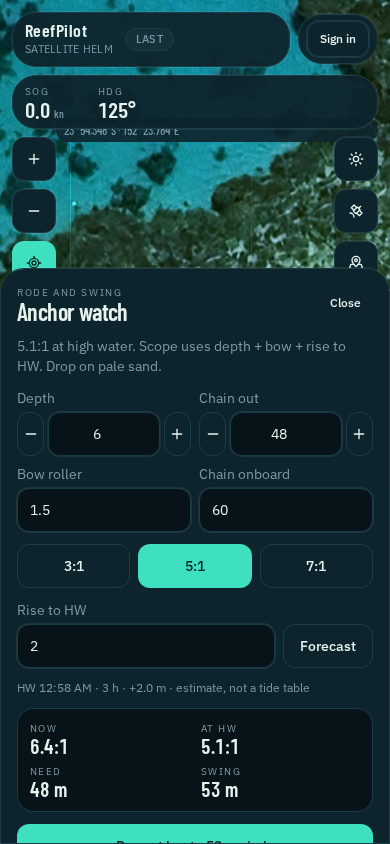 ReefPilot
SATELLITE HELM
LAST
Sign in
SOG
0.0 kn
HDG
125°
+
−
RODE AND SWING
Anchor watch
Close
5.1:1 at high water. Scope uses depth + bow + rise to
HW. Drop on pale sand.
Depth
Chain out
− 6 +
− 48 +
Bow roller
Chain onboard
1.5
60
3:1
5:1
7:1
Rise to HW
2
Forecast
HW 12:58 AM · 3 h · +2.0 m · estimate, not a tide table
NOW
AT HW
6.4:1
5.1:1
NEED
SWING
48 m
53 m